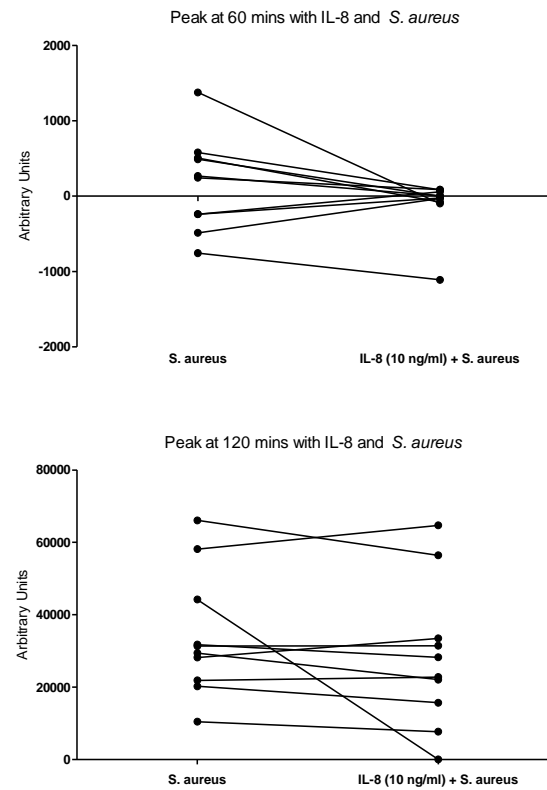 Peak at 60 mins with IL-8 and S. aureus
2000
1000
0
-1000
-2000
Arbitrary Units
S. aureus
IL-8 (10 ng/ml) + S. aureus
Peak at 120 mins with IL-8 and S. aureus
80000
60000
40000
20000
0
Arbitrary Units
S. aureus
IL-8 (10 ng/ml) + S. aureus